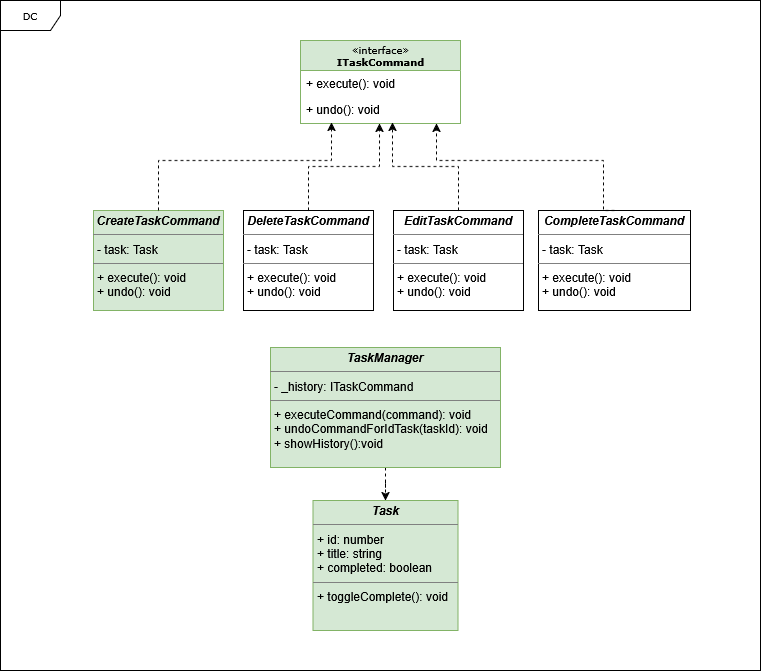 DC
«interface»
ITaskCommand
+ execute(): void
+ undo(): void
CreateTaskCommand
- task: Task
+ execute(): void
+ undo(): void
DeleteTaskCommand
- task: Task
+ execute(): void
+ undo(): void
EditTaskCommand
- task: Task
+ execute(): void
+ undo(): void
CompleteTaskCommand
- task: Task
+ execute(): void
+ undo(): void
TaskManager
- _history: ITaskCommand
+ executeCommand(command): void
+ undoCommandForIdTask(taskId): void
+ showHistory():void
Task
+ id: number
+ title: string
+ completed: boolean
+ toggleComplete(): void